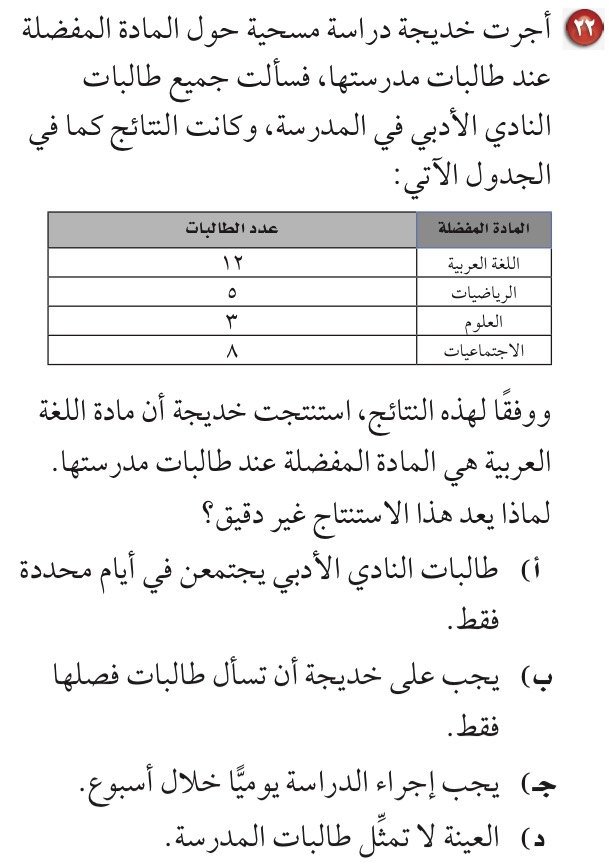 ٢٢ أجرت خديجة دراسة مسحية حول المادة المفضلة
عند طالبات مدرستها، فسألت جميع طالبات
النادي الأدبي في المدرسة، وكانت النتائج كما في
الجدول الآتي:
المادة المفضلة عدد الطالبات
اللغة العربية ١٢
الرياضيات ٥
العلوم ٣
الاجتماعيات ٨
ووفقًا لهذه النتائج، استنتجت خديجة أن مادة اللغة
العربية هي المادة المفضلة عند طالبات مدرستها.
لماذا يعد هذا الاستنتاج غير دقيق؟
أ) طالبات النادي الأدبي يجتمعن في أيام محددة
فقط.
ب) يجب على خديجة أن تسأل طالبات فصلها
فقط.
جـ) يجب إجراء الدراسة يوميًّا خلال أسبوع.
د) العينة لا تمثِّل طالبات المدرسة.